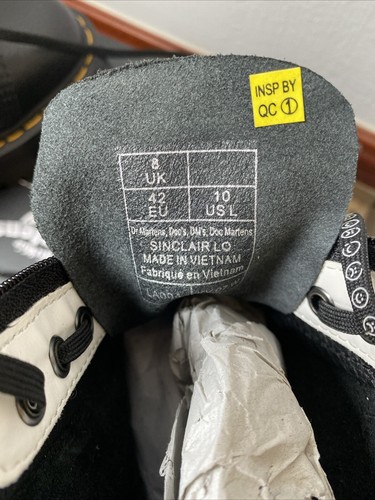 INSP BY
QC 1
8
UK
42 10
EU US L
Dr Martens, Doc's, DM's, Doc Martens
SINCLAIR LO
MADE IN VIETNAM
Fabriqué en Vietnam